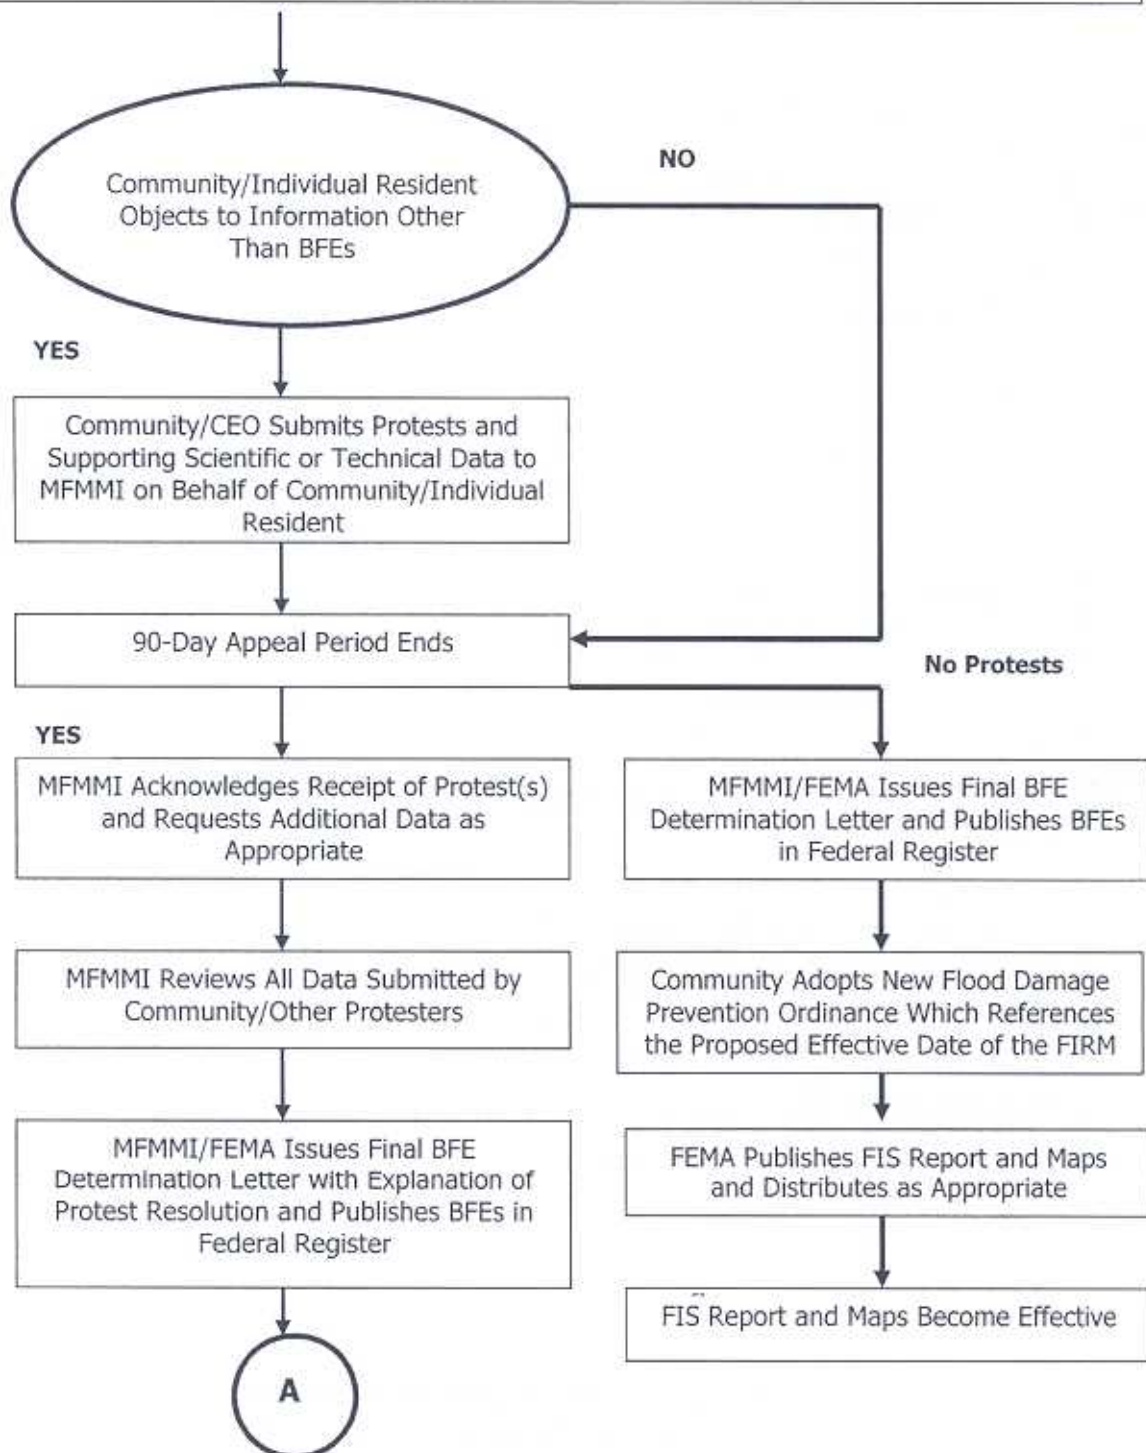 Community/Individual Resident
Objects to Information Other
Than BFEs
NO
YES
Community/CEO Submits Protests and
Supporting Scientific or Technical Data to
MFMMI on Behalf of Community/Individual
Resident
90-Day Appeal Period Ends
No Protests
YES
MFMMI Acknowledges Receipt of Protest(s)
and Requests Additional Data as
Appropriate
MFMMI Reviews All Data Submitted by
Community/Other Protesters
MFMMI/FEMA Issues Final BFE
Determination Letter with Explanation of
Protest Resolution and Publishes BFEs in
Federal Register
A
MFMMI/FEMA Issues Final BFE
Determination Letter and Publishes BFEs
in Federal Register
Community Adopts New Flood Damage
Prevention Ordinance Which References
the Proposed Effective Date of the FIRM
FEMA Publishes FIS Report and Maps
and Distributes as Appropriate
FIS Report and Maps Become Effective